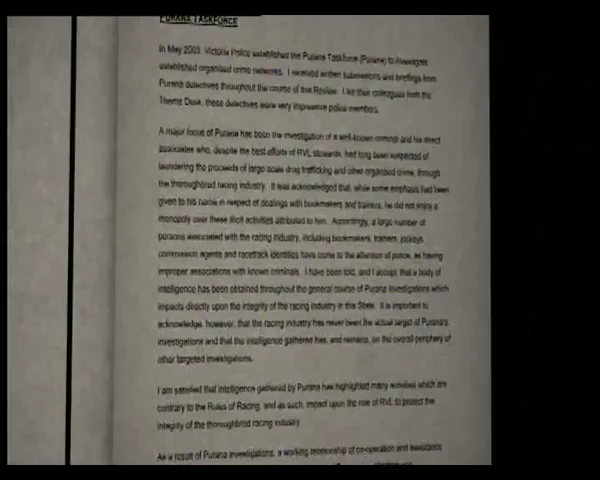 PURANA TASKFORCE
In May 2003, Victoria Police established the Purana Taskforce (Purana) to investigate
established organised crime networks. I received written submissions and briefings from
Purana detectives throughout the course of this Review. Like their colleagues from the
Theme Desk, these detectives were very impressive police members.
A major focus of Purana has been the investigation of a well-known criminal and his direct
associates who, despite the best efforts of RVL stewards, had long been suspected of
laundering the proceeds of large-scale drug trafficking and other organised crime, through
the thoroughbred racing industry. It was acknowledged that, while some emphasis had been
given to his name in respect of dealings with bookmakers and trainers, he did not enjoy a
monopoly over these illicit activities attributed to him. Accordingly, a large number of
persons associated with the racing industry, including bookmakers, trainers, jockeys,
commission agents and racetrack identities have come to the attention of police, as having
improper associations with known criminals. I have been told, and I accept, that a body of
intelligence has been obtained throughout the general course of Purana investigations which
impacts directly upon the integrity of the racing industry in this State. It is important to
acknowledge, however, that the racing industry has never been the actual target of Purana's
investigations and that the intelligence gathered has, and remains, on the overall periphery of
other targeted investigations.
I am satisfied that intelligence gathered by Purana has highlighted many activities which are
contrary to the Rules of Racing, and as such, impact upon the role of RVL to protect the
integrity of the thoroughbred racing industry.
As a result of Purana investigations, a working relationship of co-operation and assistance